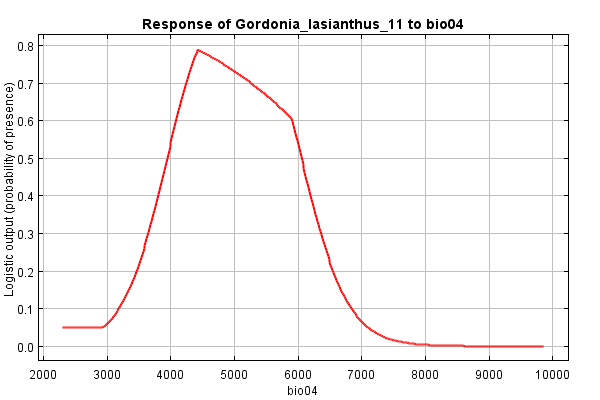 Response of Gordonia_lasianthus_11 to bio04
Logistic output (probability of presence)
0.8
0.7
0.6
0.5
0.4
0.3
0.2
0.1
0.0
2000 3000 4000 5000 6000 7000 8000 9000 10000
bio04